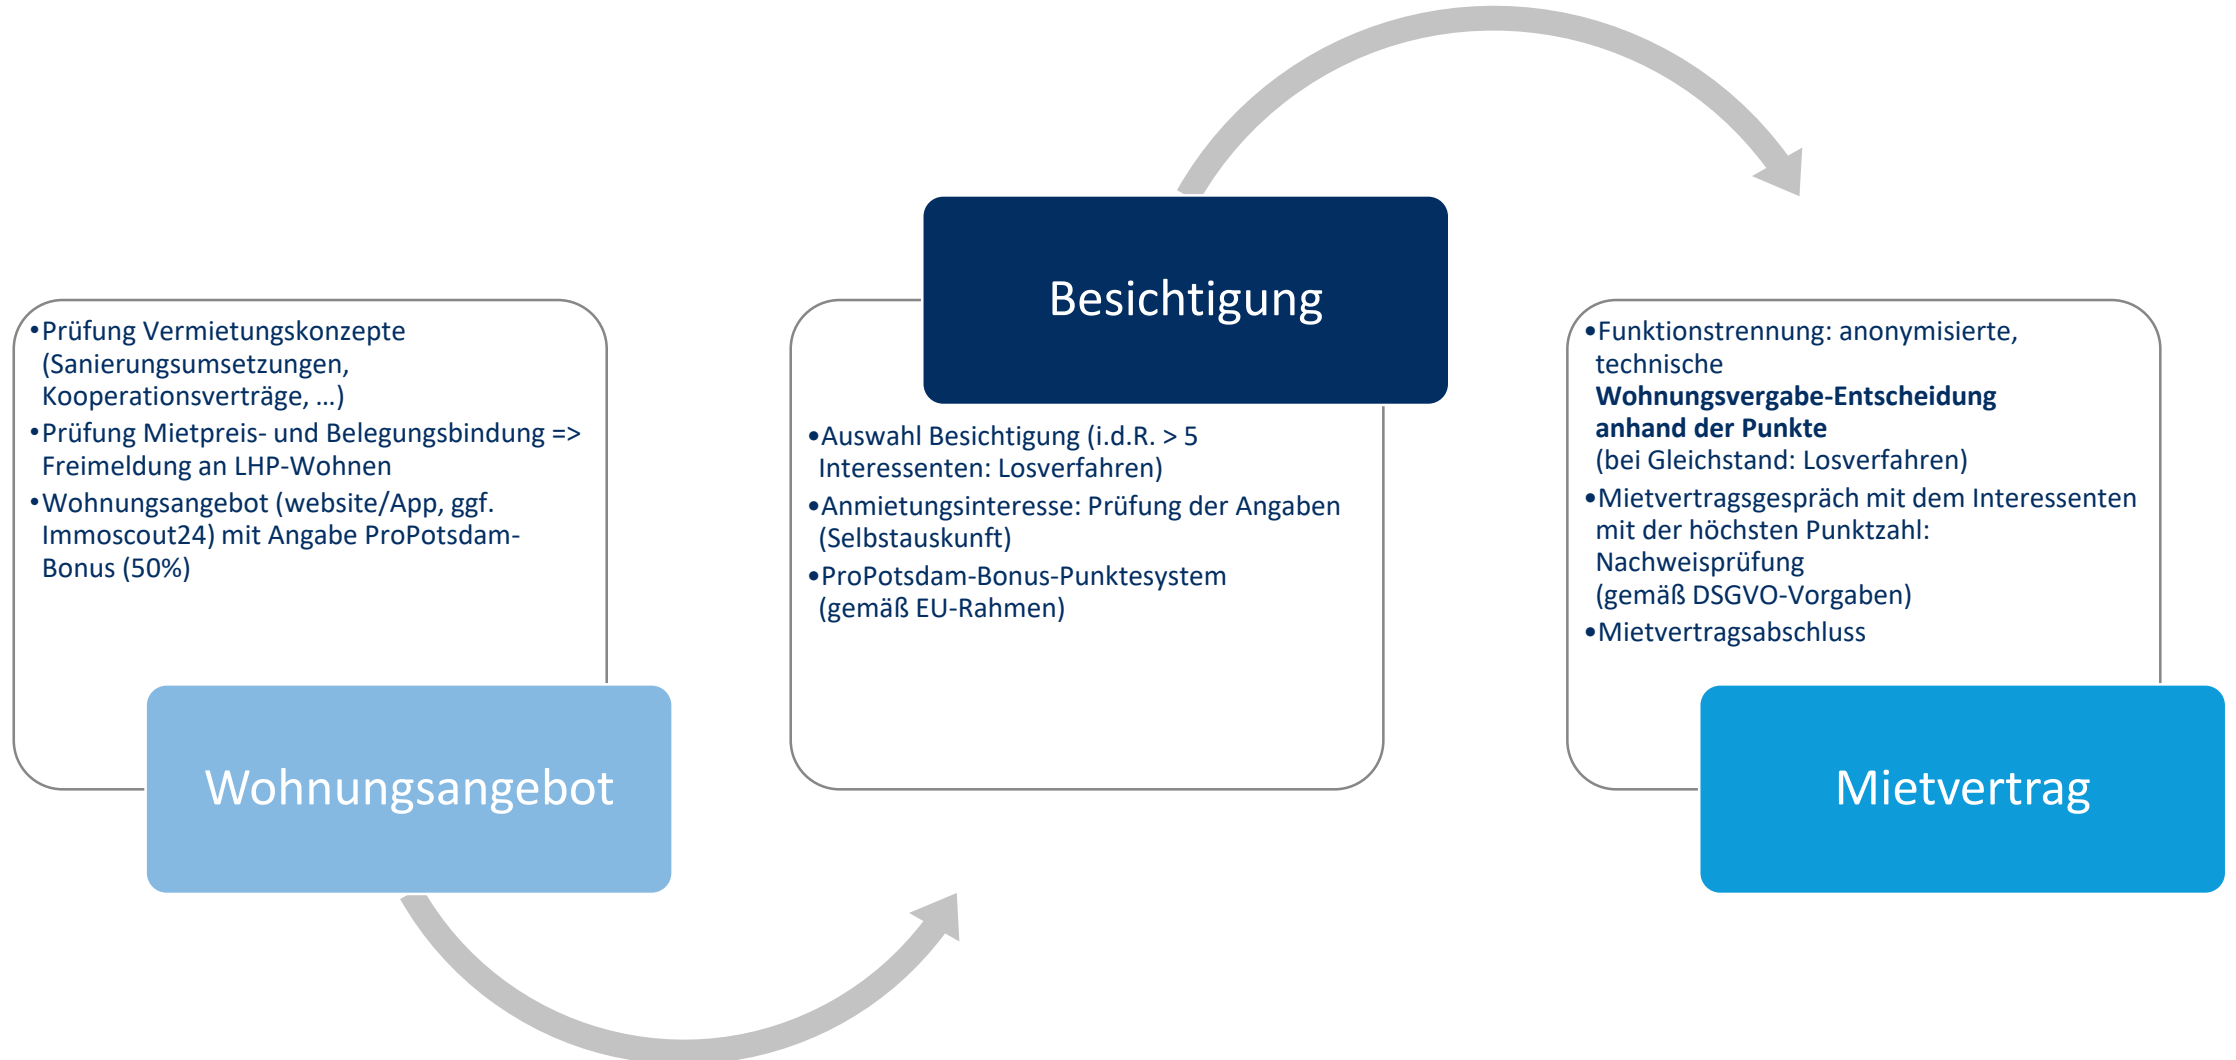 •Prüfung Vermietungskonzepte
(Sanierungsumsetzungen,
Kooperationsverträge, …)
•Prüfung Mietpreis- und Belegungsbindung =>
Freimeldung an LHP-Wohnen
•Wohnungsangebot (website/App, ggf.
Immoscout24) mit Angabe ProPotsdam-
Bonus (50%)
Wohnungsangebot
Besichtigung
•Auswahl Besichtigung (i.d.R. > 5
Interessenten: Losverfahren)
•Anmietungsinteresse: Prüfung der Angaben
(Selbstauskunft)
•ProPotsdam-Bonus-Punktesystem
(gemäß EU-Rahmen)
•Funktionstrennung: anonymisierte,
technische
Wohnungsvergabe-Entscheidung
anhand der Punkte
(bei Gleichstand: Losverfahren)
•Mietvertragsgespräch mit dem Interessenten
mit der höchsten Punktzahl:
Nachweisprüfung
(gemäß DSGVO-Vorgaben)
•Mietvertragsabschluss
Mietvertrag